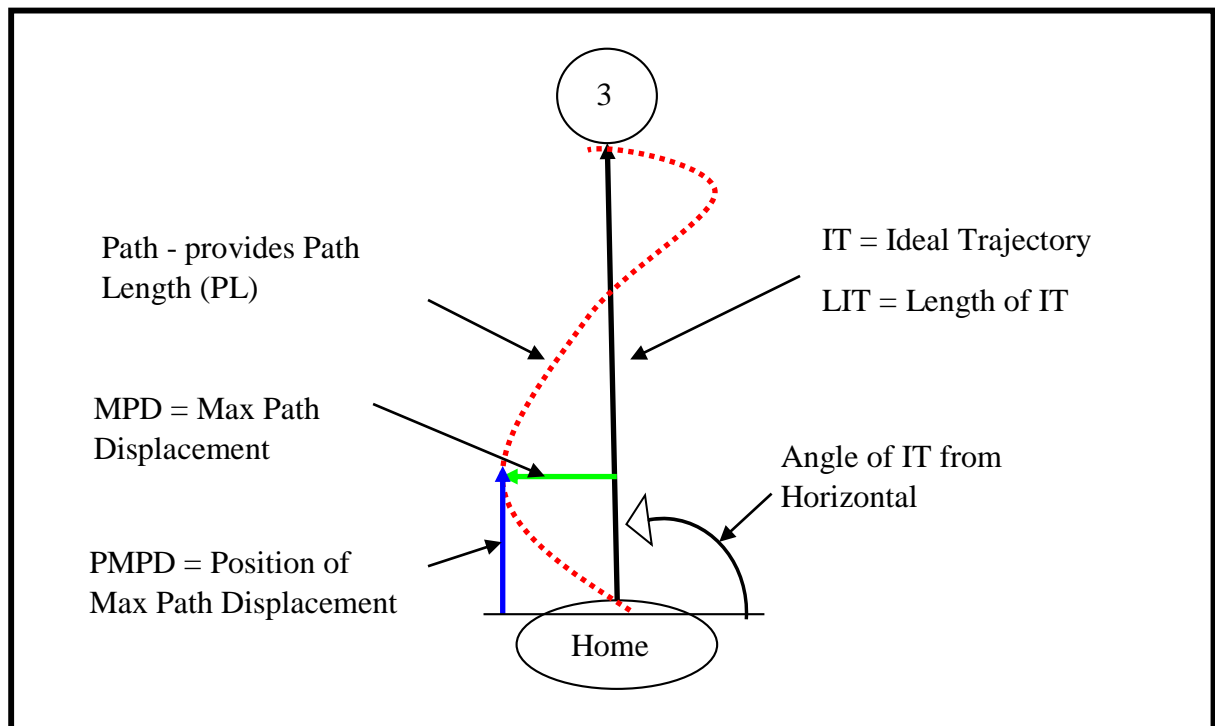 3
Path - provides Path
Length (PL)
IT = Ideal Trajectory
LIT = Length of IT
MPD = Max Path
Displacement
Angle of IT from
Horizontal
PMPD = Position of
Max Path Displacement
Home